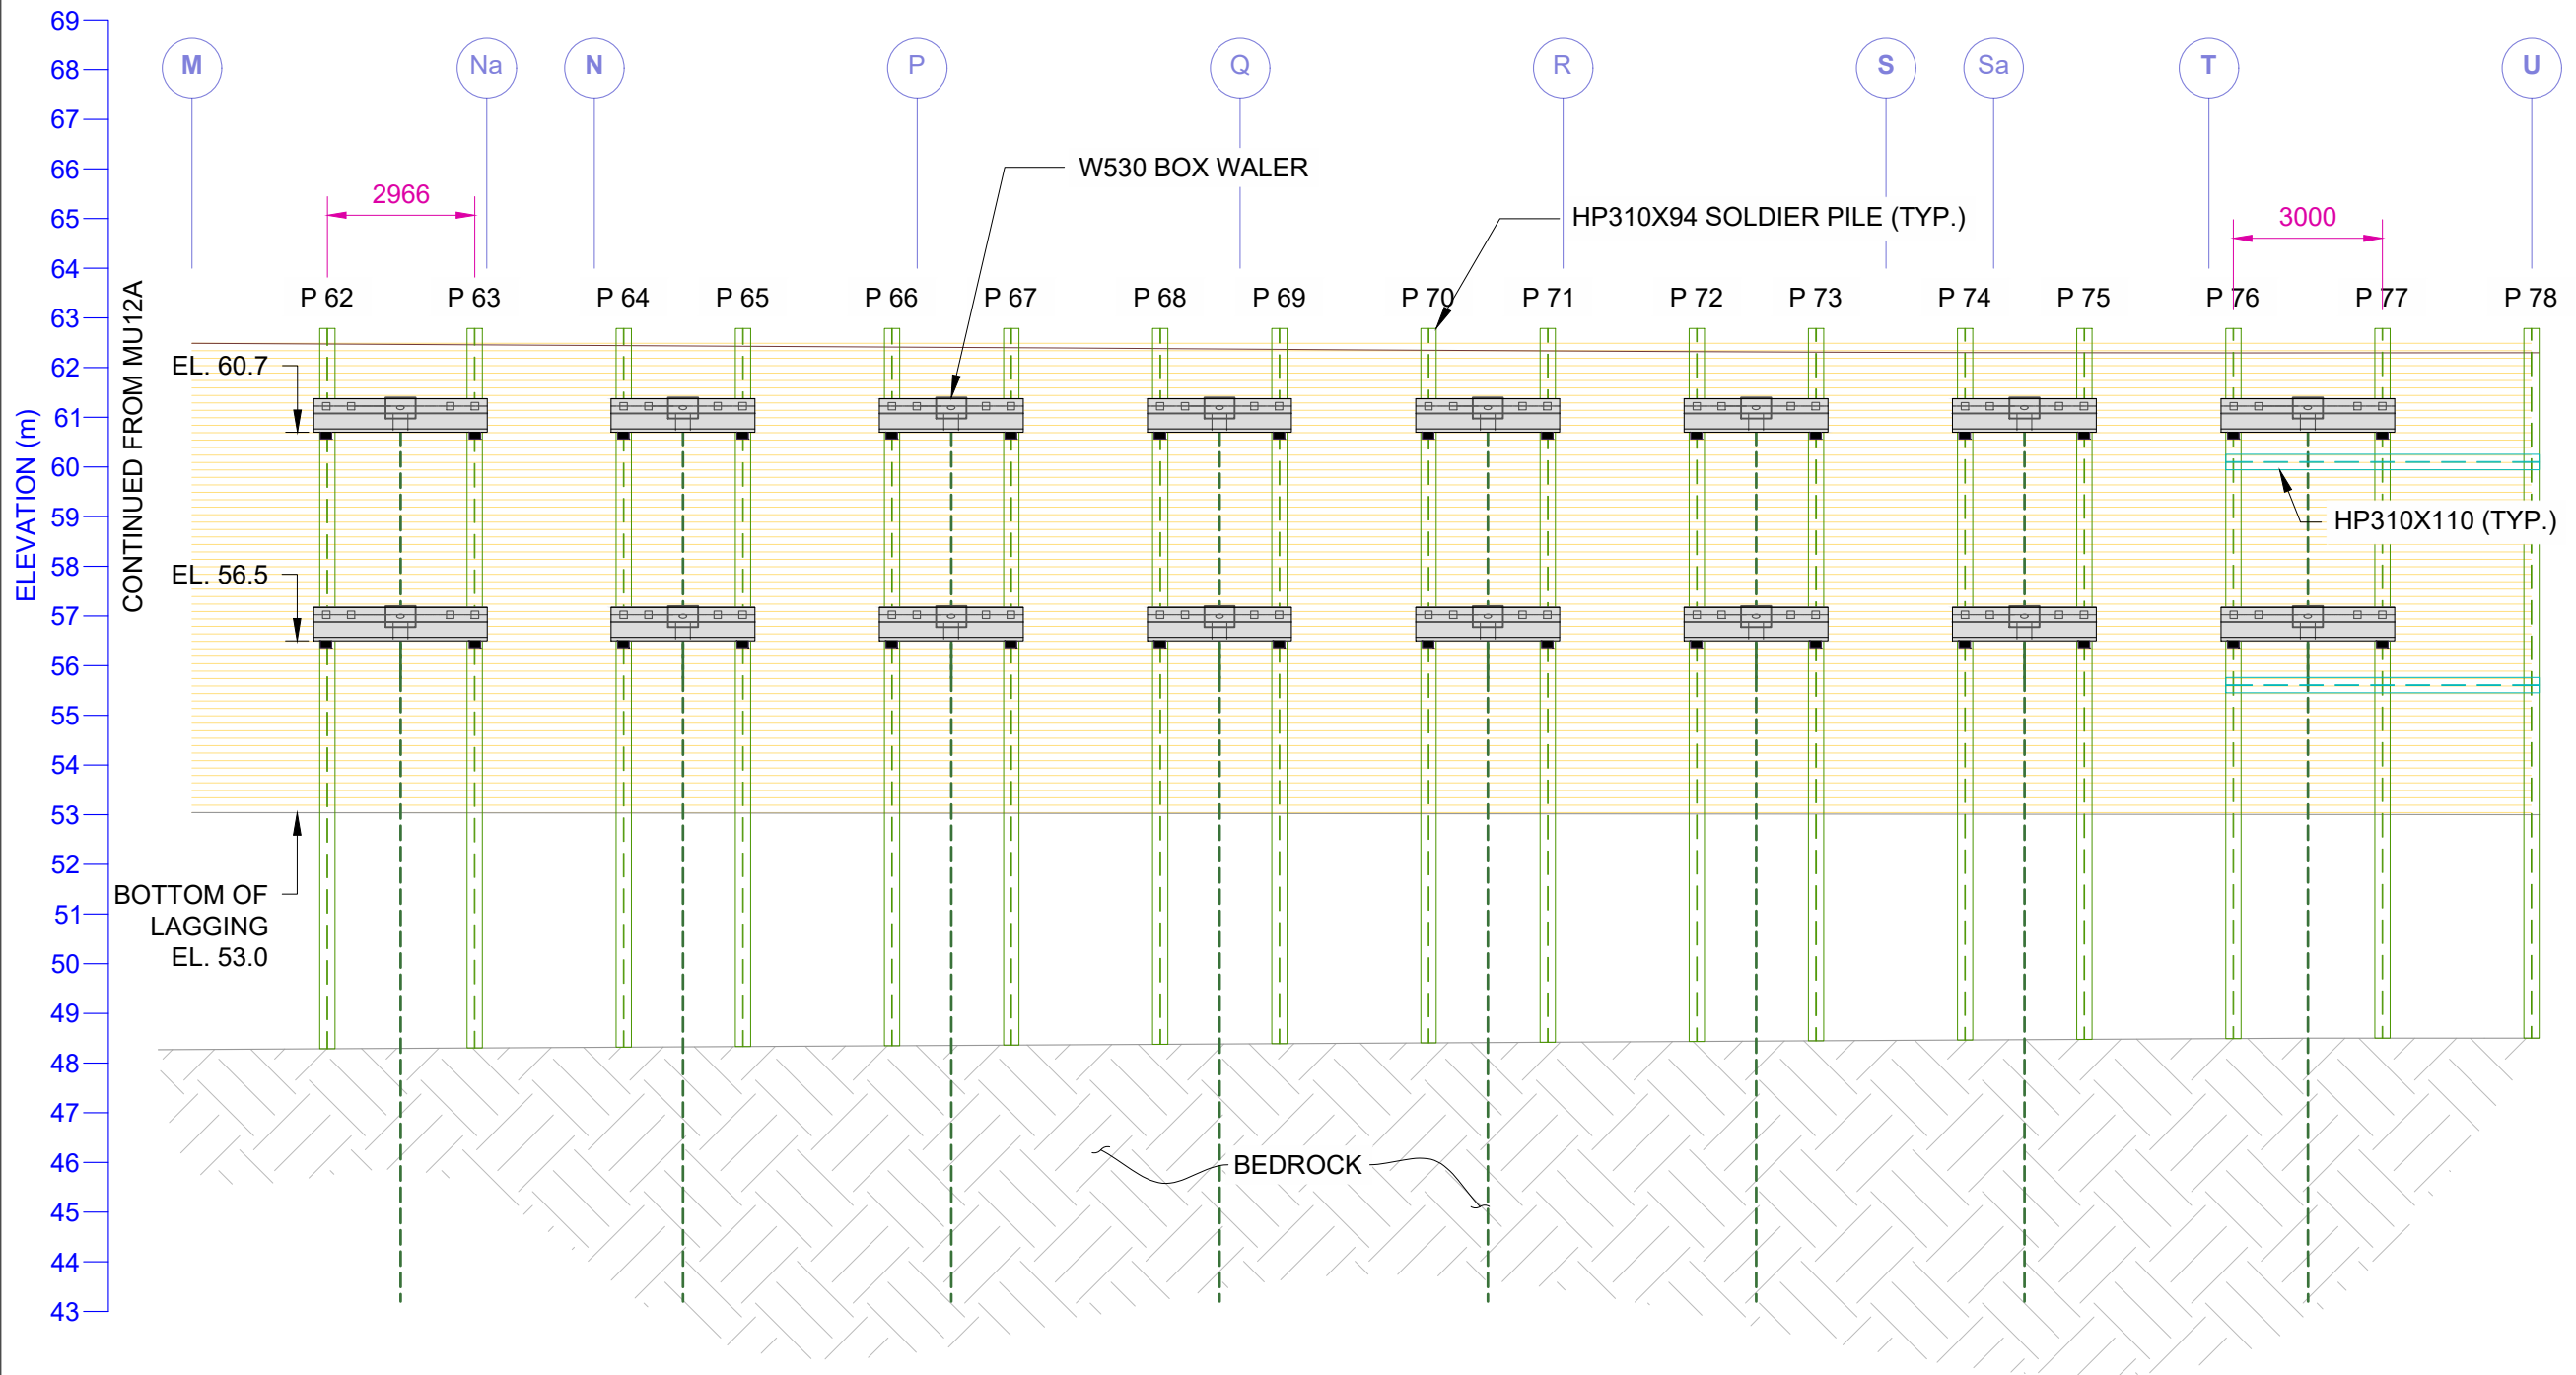 69
68
67
66
65
64
63
62
61
60
59
58
57
56
55
54
53
52
51
50
49
48
47
46
45
44
43
ELEVATION (m)
CONTINUED FROM MU12A
M
Na
N
P
Q
R
S
Sa
T
U
W530 BOX WALER
2966
HP310X94 SOLDIER PILE (TYP.)
3000
P 62
P 63
P 64
P 65
P 66
P 67
P 68
P 69
P 70
P 71
P 72
P 73
P 74
P 75
P 76
P 77
P 78
EL. 60.7
HP310X110 (TYP.)
EL. 56.5
BOTTOM OF
LAGGING
EL. 53.0
BEDROCK